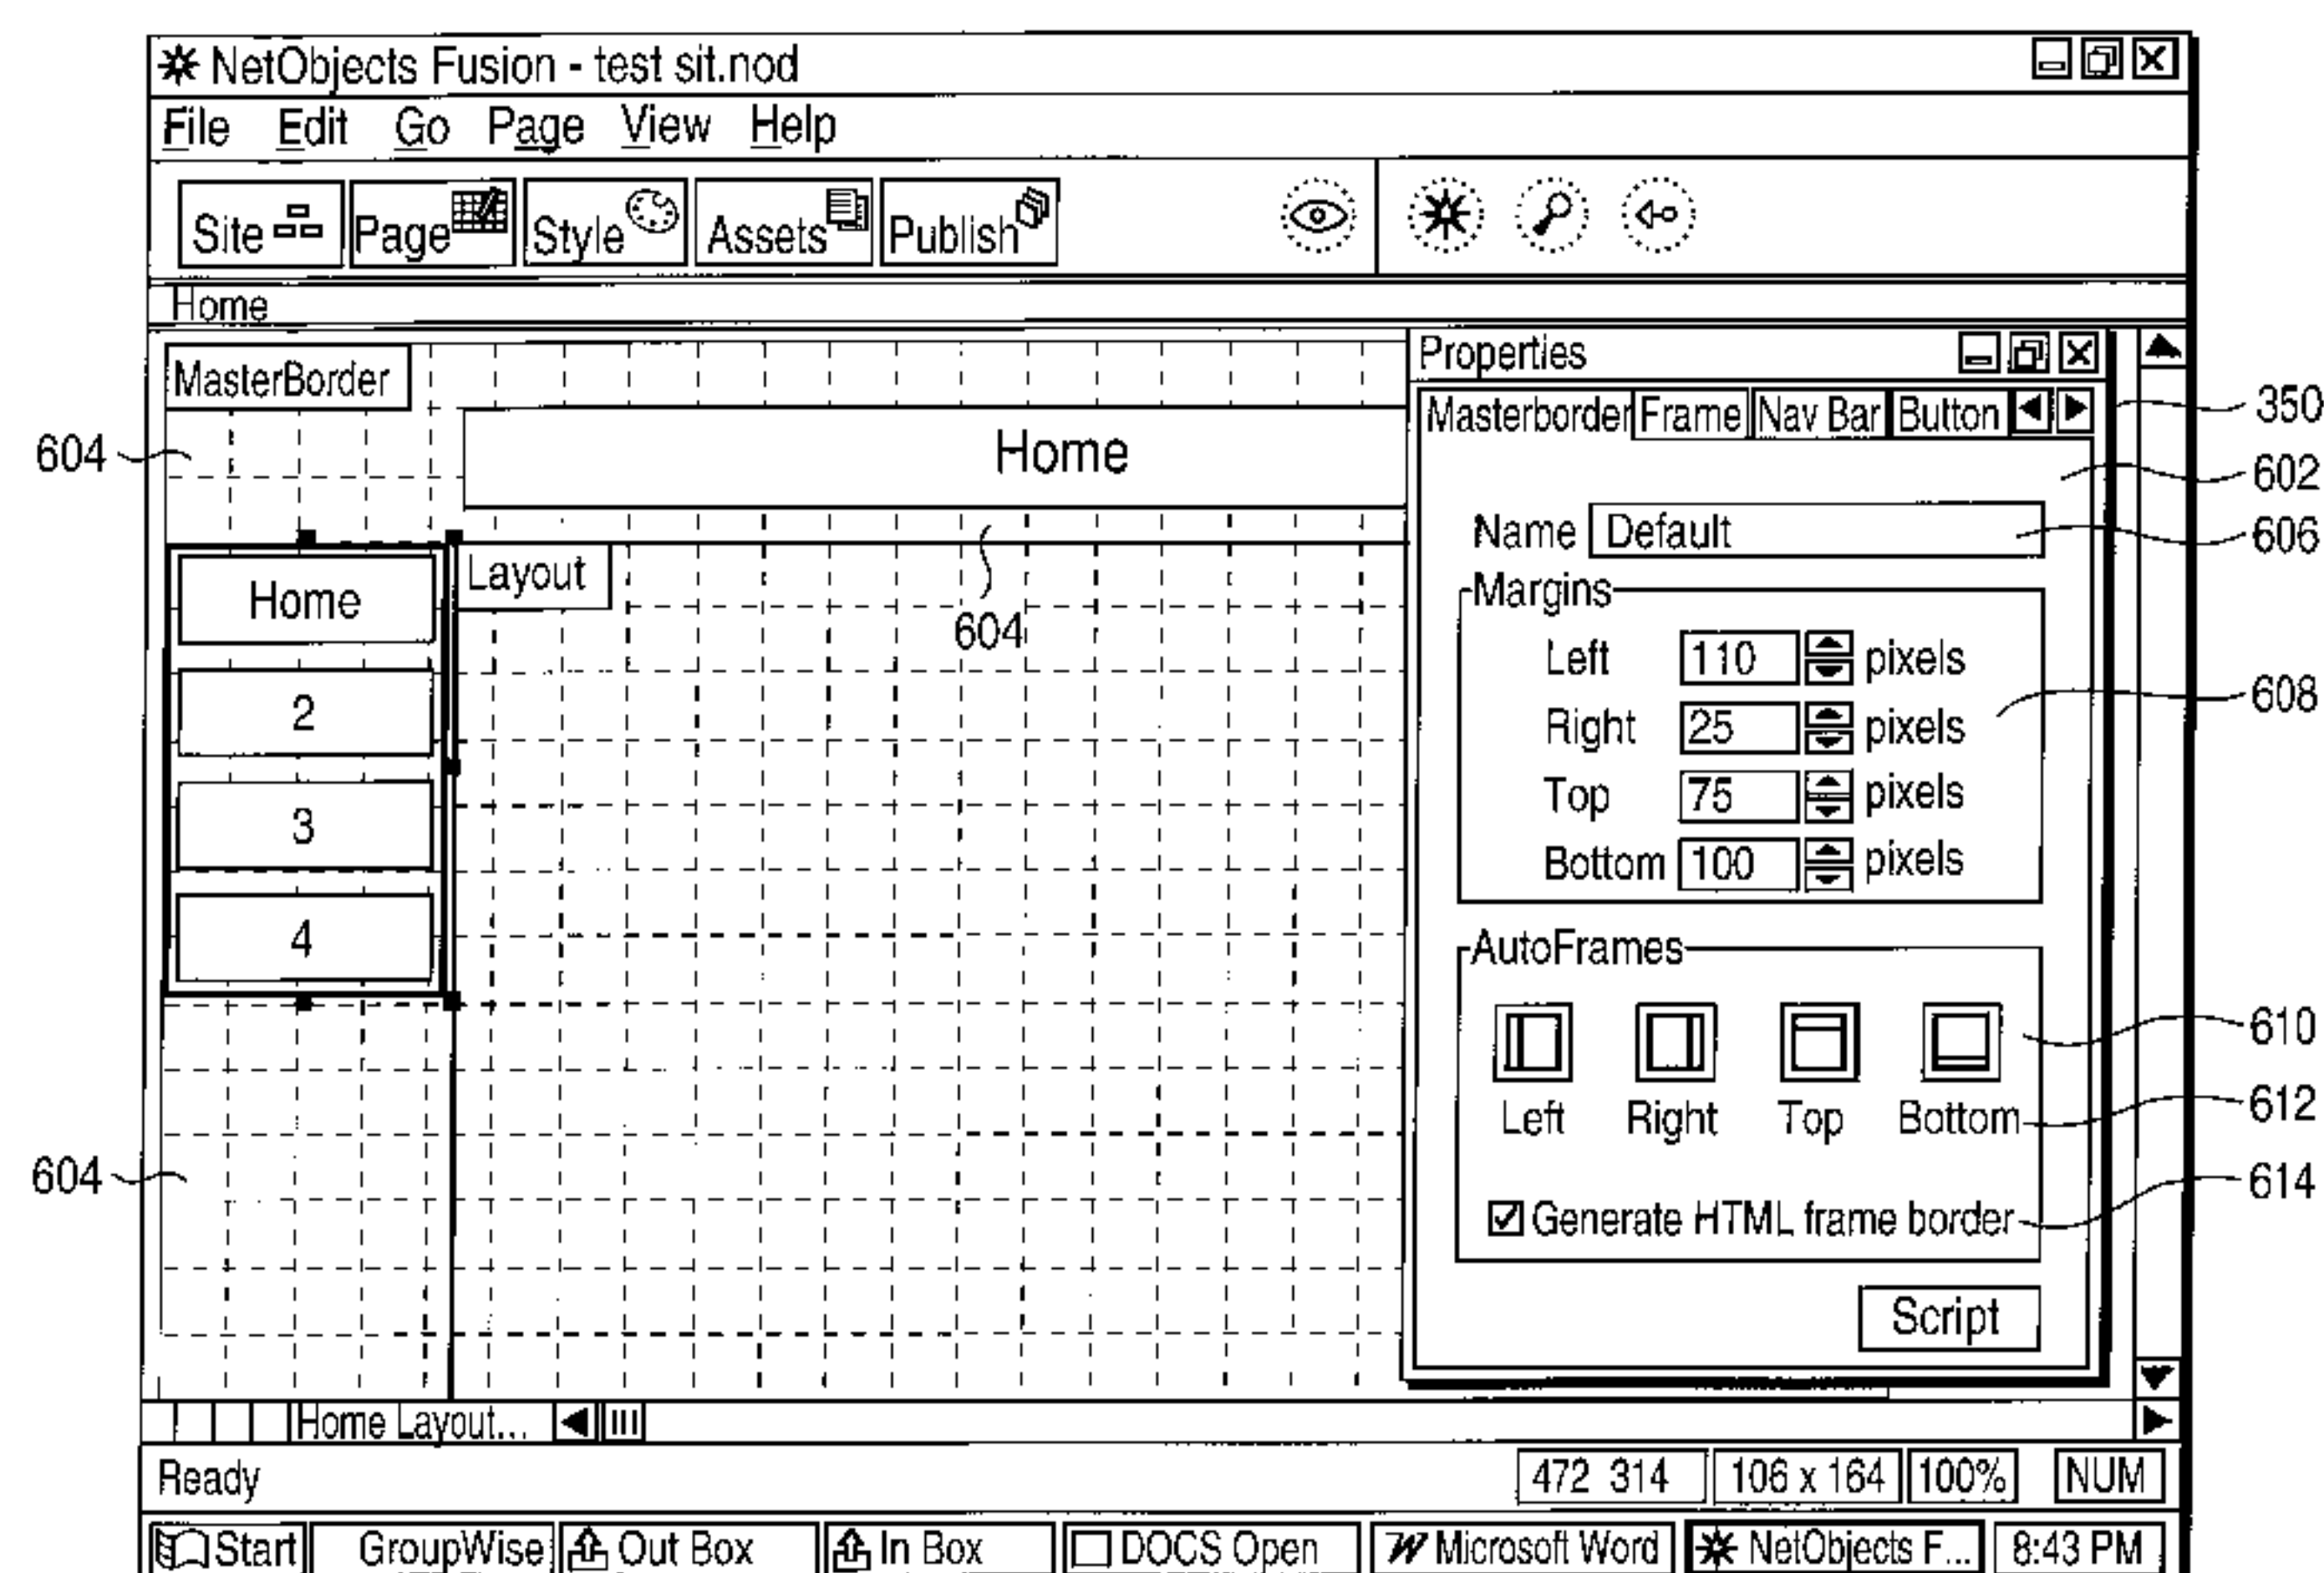 NetObjects Fusion - test sit.nod
File Edit Go Page View Help
Site Page Style Assets Publish
Home
MasterBorder
Home
604
Home
2
3
4
Layout
604
604
Properties
Masterborder Frame Nav Bar Button
350
602
Name Default
606
Margins
Left 110 pixels
Right 25 pixels
608
Top 75 pixels
Bottom 100 pixels
AutoFrames
610
Left Right Top Bottom
612
Generate HTML frame border
614
Script
Home Layout...
Ready
472 314 106 x 164 100% NUM
Start GroupWise Out Box In Box DOCS Open Microsoft Word NetObjects F... 8:43 PM